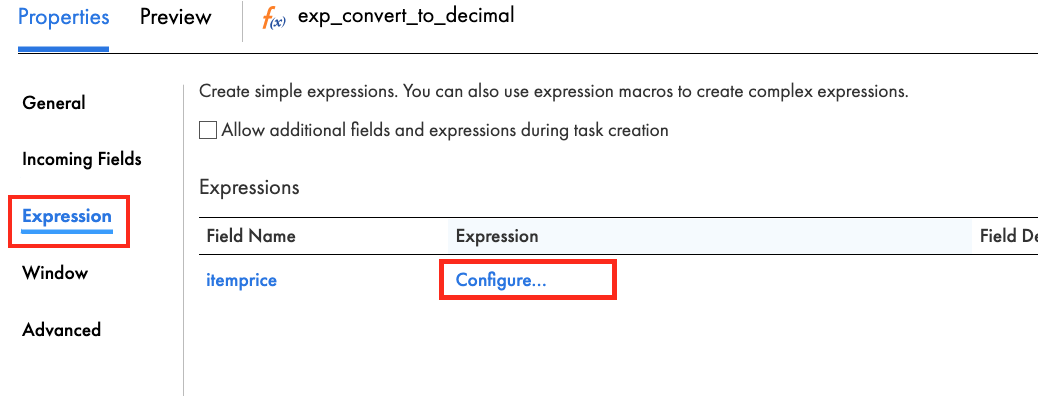 Properties Preview f(x) exp_convert_to_decimal
General
Incoming Fields
Expression
Window
Advanced
Create simple expressions. You can also use expression macros to create complex expressions.
Allow additional fields and expressions during task creation
Expressions
Field Name Expression Field De
itemprice Configure...